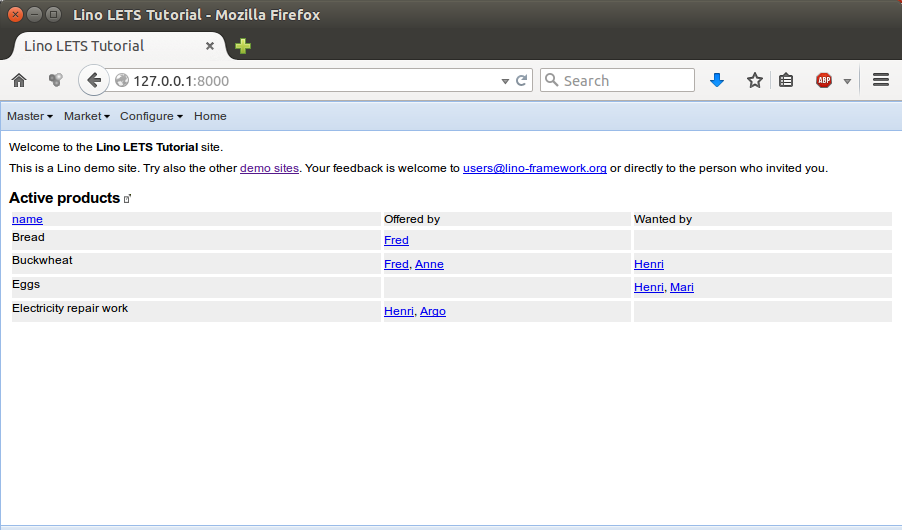 Lino LETS Tutorial - Mozilla Firefox
Lino LETS Tutorial
127.0.0.1:8000 Search ABP
Master Market Configure Home
Welcome to the Lino LETS Tutorial site.
This is a Lino demo site. Try also the other demo sites. Your feedback is welcome to users@lino-framework.org or directly to the person who invited you.
Active products
name Offered by Wanted by
Bread Fred
Buckwheat Fred, Anne Henri
Eggs Henri, Mari
Electricity repair work Henri, Argo